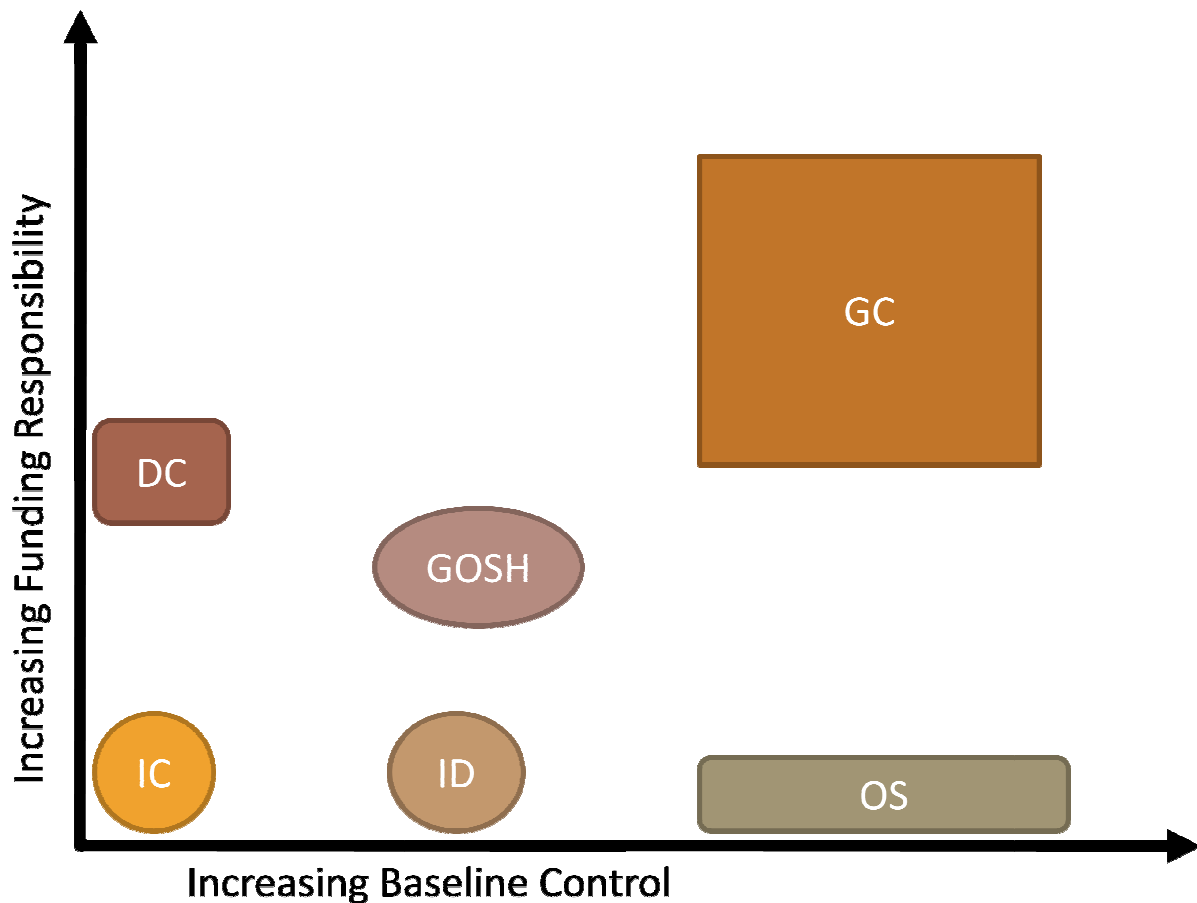 Increasing Funding Responsibility
GC
DC
GOSH
IC
ID
OS
Increasing Baseline Control